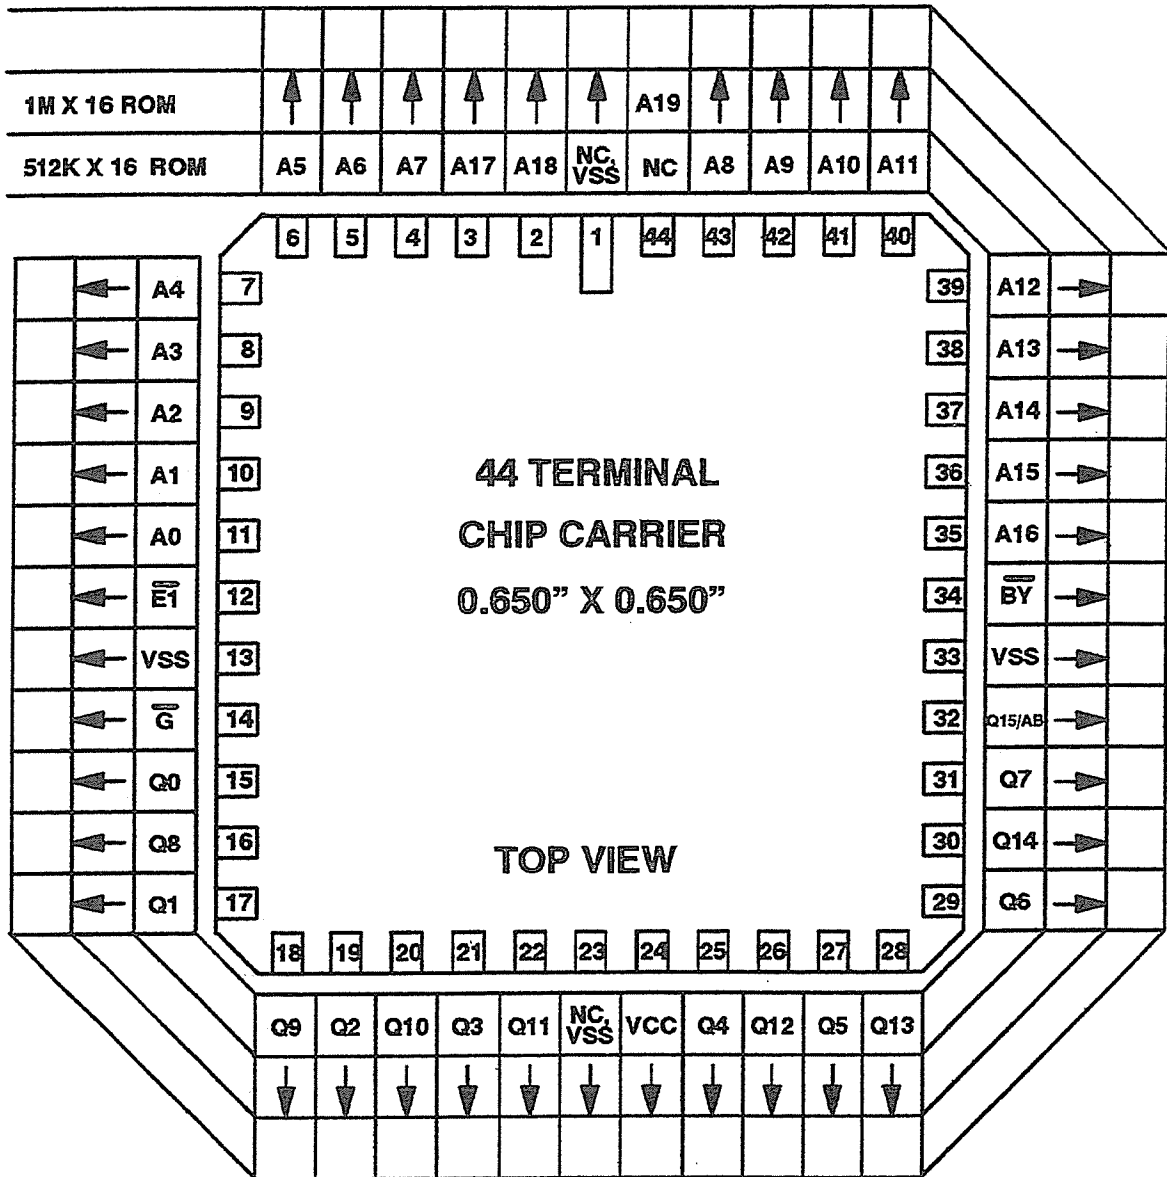 1M X 16 ROM A19
512K X 16 ROM A5 A6 A7 A17 A18 NC, VSS NC A8 A9 A10 A11
6 5 4 3 2 1 44 43 42 41 40
A4 7 39 A12
A3 8 38 A13
A2 9 37 A14
A1 10 44 TERMINAL 36 A15
A0 11 CHIP CARRIER 35 A16
E̅1̅ 12 0.650” X 0.650” 34 B̅Y̅
VSS 13 33 VSS
G̅ 14 32 Q15/AB
Q0 15 31 Q7
Q8 16 TOP VIEW 30 Q14
Q1 17 29 Q6
18 19 20 21 22 23 24 25 26 27 28
Q9 Q2 Q10 Q3 Q11 NC, VSS VCC Q4 Q12 Q5 Q13